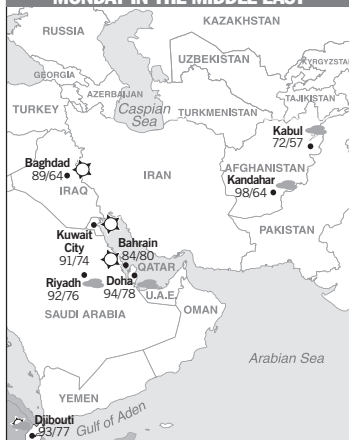 MONDAY IN THE MIDDLE EAST
RUSSIA
KAZAKHSTAN
UZBEKISTAN
KYRGYZSTAN
GEORGIA
AZERBAIJAN
TAJIKISTAN
TURKEY
Caspian
Sea
TURKMENISTAN
Kabul
72/57
Baghdad
89/64
IRAQ
IRAN
AFGHANISTAN
Kandahar
98/64
PAKISTAN
Kuwait
City
91/74
Bahrain
84/80
QATAR
Riyadh
92/76
Doha
94/78
U.A.E.
OMAN
SAUDI ARABIA
Arabian Sea
YEMEN
Djibouti
93/77
Gulf of Aden